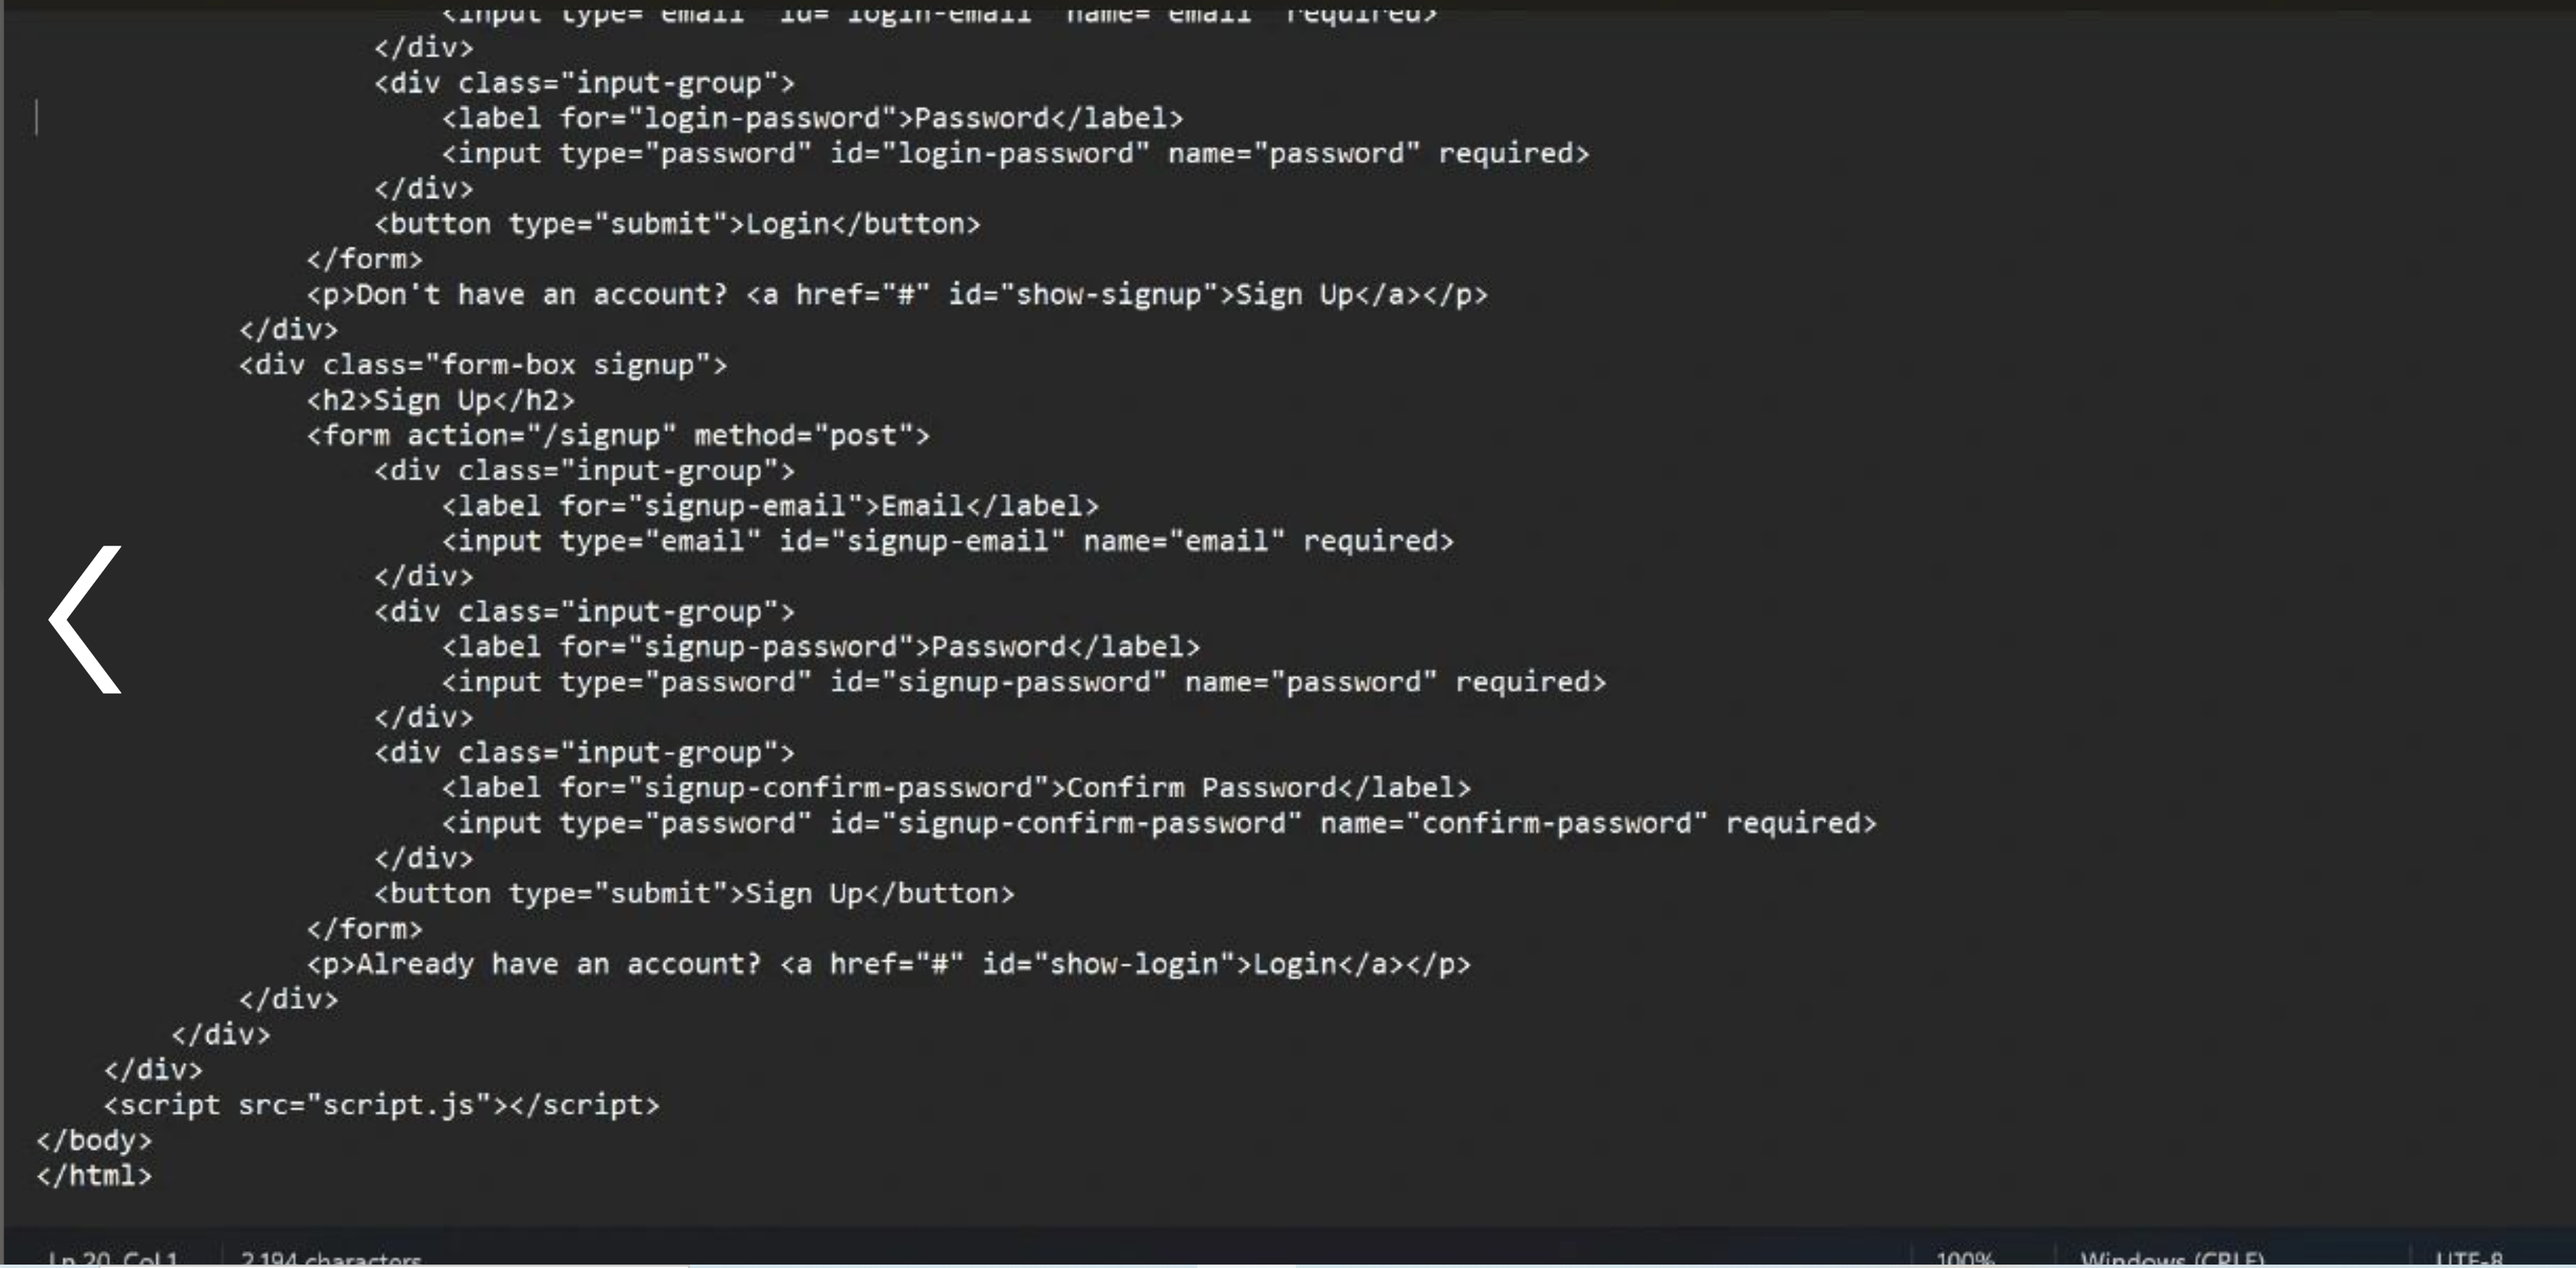 <input type="email" id="login-email" name="email" required>
</div>
<div class="input-group">
<label for="login-password">Password</label>
<input type="password" id="login-password" name="password" required>
</div>
<button type="submit">Login</button>
</form>
<p>Don't have an account? <a href="#" id="show-signup">Sign Up</a></p>
</div>
<div class="form-box signup">
<h2>Sign Up</h2>
<form action="/signup" method="post">
<div class="input-group">
<label for="signup-email">Email</label>
<input type="email" id="signup-email" name="email" required>
</div>
<div class="input-group">
<label for="signup-password">Password</label>
<input type="password" id="signup-password" name="password" required>
</div>
<div class="input-group">
<label for="signup-confirm-password">Confirm Password</label>
<input type="password" id="signup-confirm-password" name="confirm-password" required>
</div>
<button type="submit">Sign Up</button>
</form>
<p>Already have an account? <a href="#" id="show-login">Login</a></p>
</div>
</div>
</div>
<script src="script.js"></script>
</body>
</html>
Ln 20, Col 1 2,194 characters 100% Windows (CRLF) UTF-8